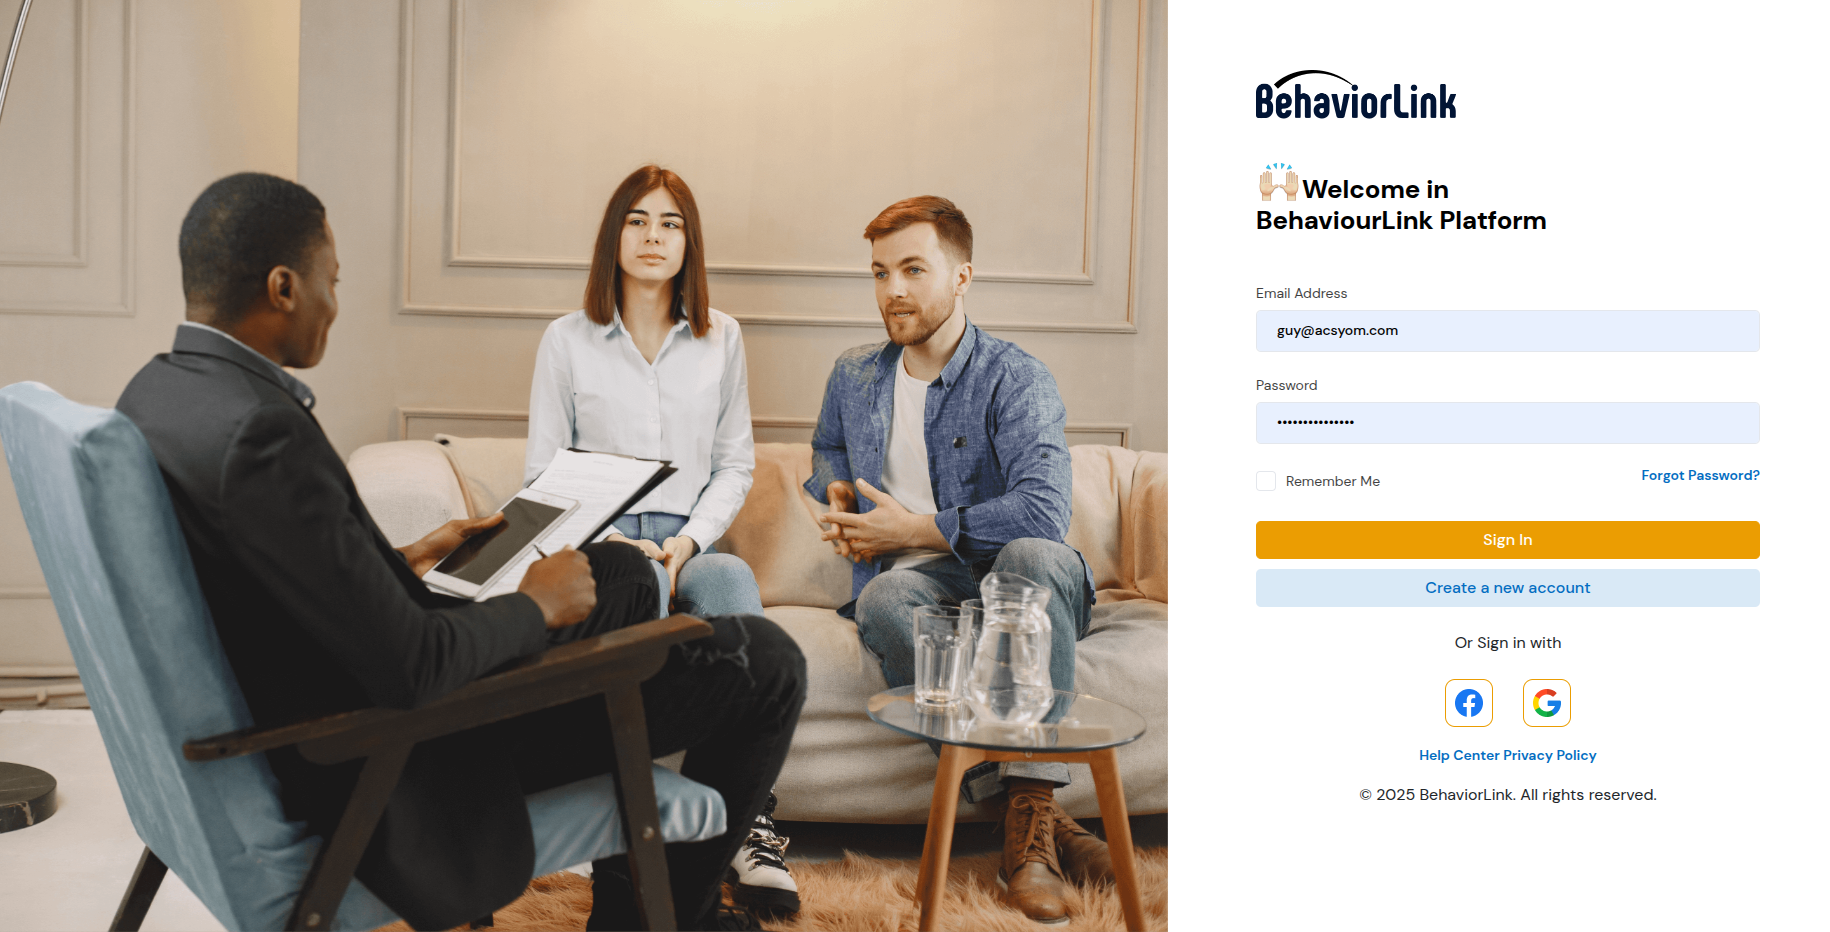 BehaviorLink
Welcome in
BehaviourLink Platform
Email Address
guy@acsyom.com
Password
•••••••••••••••
Remember Me
Forgot Password?
Sign In
Create a new account
Or Sign in with
Help Center Privacy Policy
© 2025 BehaviorLink. All rights reserved.